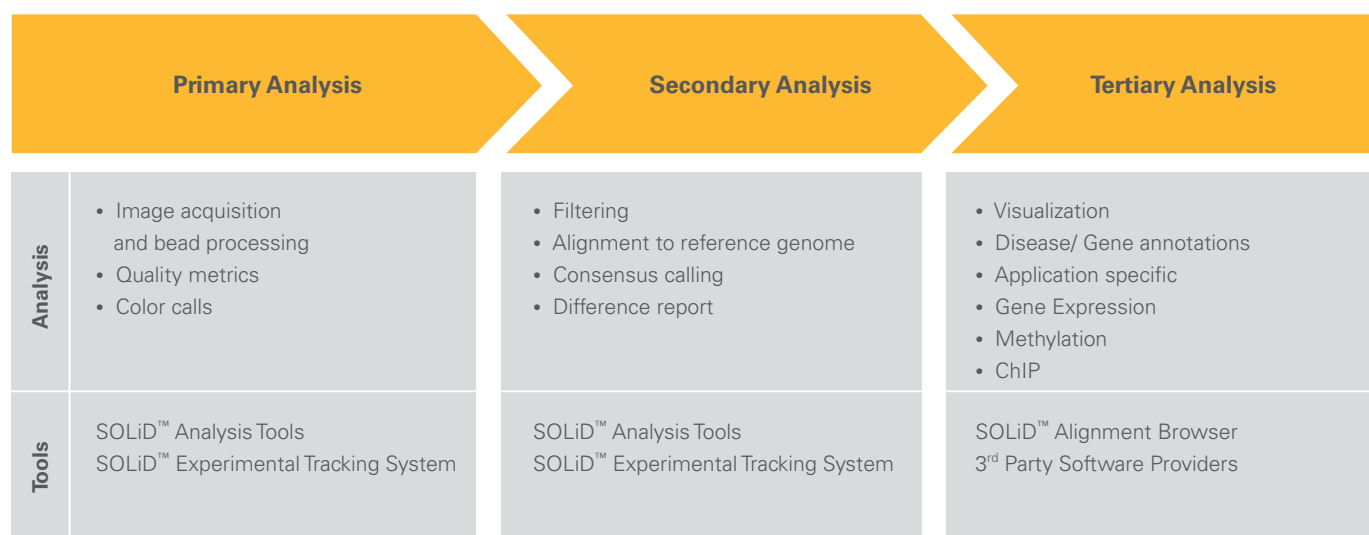 Primary Analysis
Secondary Analysis
Tertiary Analysis
Analysis
• Image acquisition
and bead processing
• Quality metrics
• Color calls
• Filtering
• Alignment to reference genome
• Consensus calling
• Difference report
• Visualization
• Disease/ Gene annotations
• Application specific
• Gene Expression
• Methylation
• ChIP
Tools
SOLiD™ Analysis Tools
SOLiD™ Experimental Tracking System
SOLiD™ Analysis Tools
SOLiD™ Experimental Tracking System
SOLiD™ Alignment Browser
3rd Party Software Providers